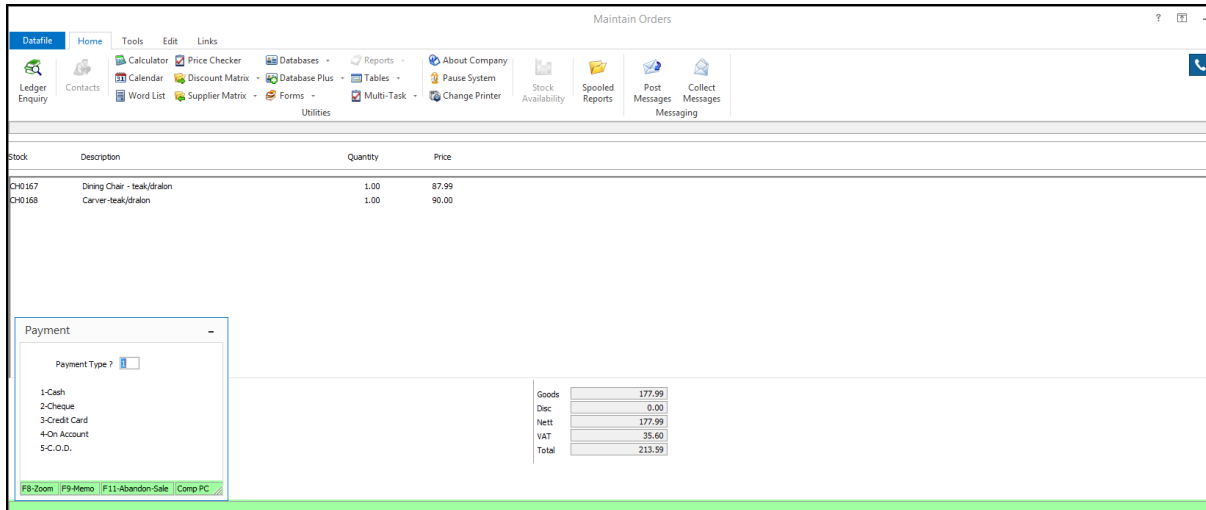 Maintain Orders ?
Datafile Home Tools Edit Links
Calculator Price Checker Databases Reports About Company
Calendar Discount Matrix Database Plus Tables Pause System
Word List Supplier Matrix Forms Multi-Task Change Printer
Ledger Enquiry Contacts Stock Availability Spooled Reports Post Messages Collect Messages
Utilities Messaging
Stock Description Quantity Price
CH0167 Dining Chair - teak/dralon 1.00 87.99
CH0168 Carver-teak/dralon 1.00 90.00
Payment
Payment Type ? 1
1-Cash
2-Cheque
3-Credit Card
4-On Account
5-C.O.D.
F8-Zoom F9-Memo F11-Abandon-Sale Comp PC
Goods 177.99
Disc 0.00
Nett 177.99
VAT 35.60
Total 213.59